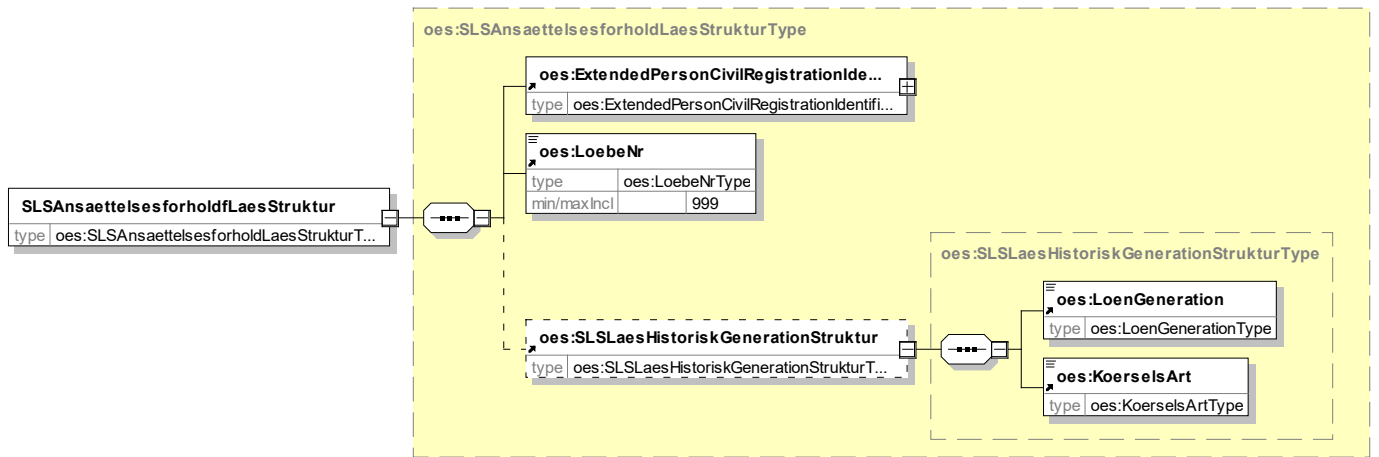 oes:SLSAnsaettelsesforholdLaesStrukturType
oes:ExtendedPersonCivilRegistrationIde...
type oes:ExtendedPersonCivilRegistrationIdentifi...
oes:LoebeNr
type oes:LoebeNrType
min/maxIncl 999
SLSAnsaettelsesforholdfLaesStruktur
type oes:SLSAnsaettelsesforholdLaesStrukturT...
oes:SLSLaesHistoriskGenerationStruktur
type oes:SLSLaesHistoriskGenerationStrukturT...
oes:SLSLaesHistoriskGenerationStrukturType
oes:LoenGeneration
type oes:LoenGenerationType
oes:KoerselsArt
type oes:KoerselsArtType